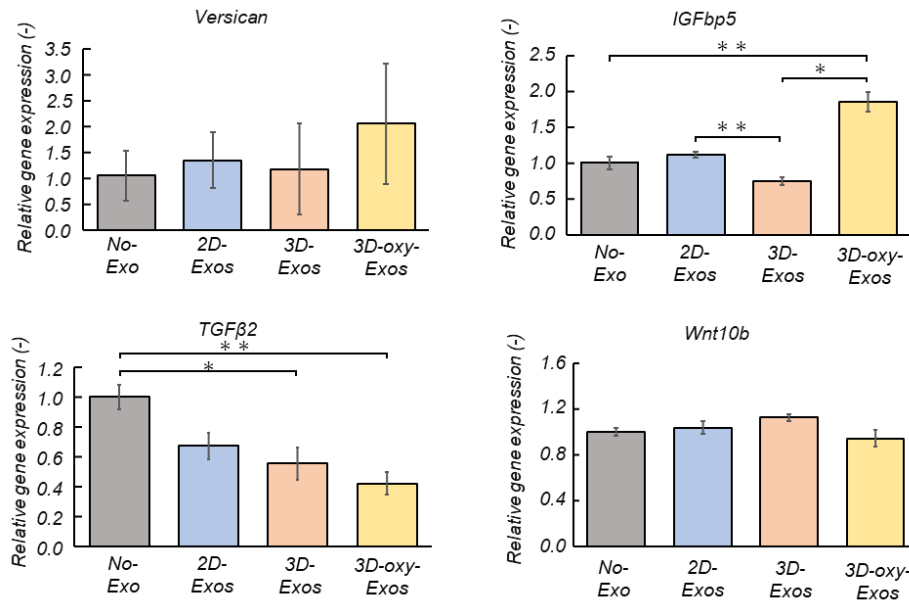 Versican
Relative gene expression (-)
3.5
3.0
2.5
2.0
1.5
1.0
0.5
0.0
No-
Exo
2D-
Exos
3D-
Exos
3D-oxy-
Exos
IGFbp5
Relative gene expression (-)
2.5
2.0
1.5
1.0
0.5
0.0
**
*
**
No-
Exo
2D-
Exos
3D-
Exos
3D-oxy-
Exos
TGFβ2
Relative gene expression (-)
1.2
1.0
0.8
0.6
0.4
0.2
0.0
**
*
No-
Exo
2D-
Exos
3D-
Exos
3D-oxy-
Exos
Wnt10b
Relative gene expression (-)
1.6
1.2
0.8
0.4
0.0
No-
Exo
2D-
Exos
3D-
Exos
3D-oxy-
Exos